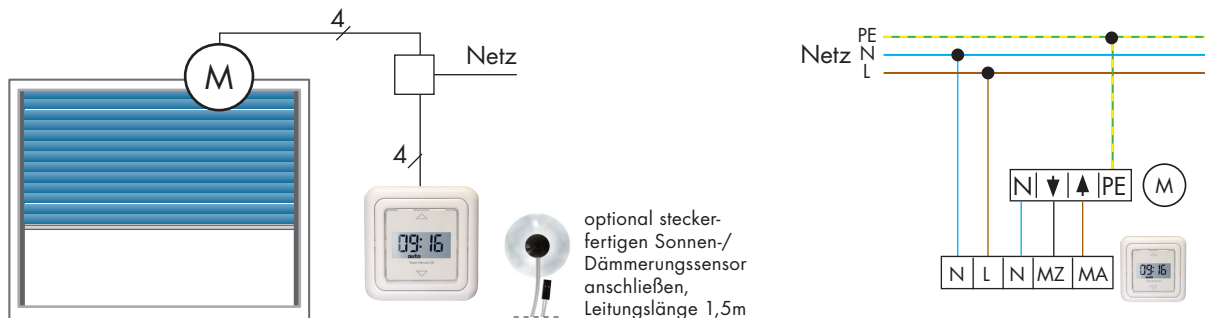 4
M
Netz
4
09:16
auto
optional stecker-
fertigen Sonnen-/
Dämmerungssensor
anschließen,
Leitungslänge 1,5m
PE
Netz N
L
N PE
M
N L N MZ MA
09:16